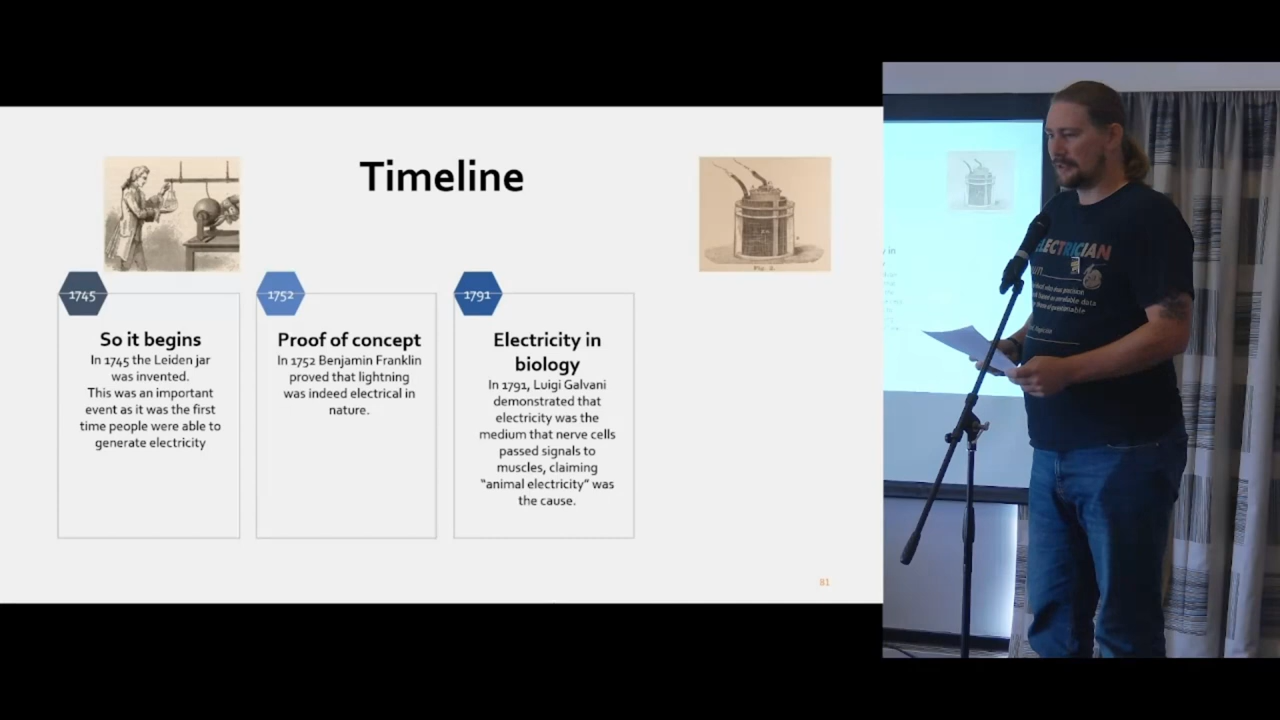 Timeline
1745
So it begins
In 1745 the Leiden jar
was invented.
This was an important
event as it was the first
time people were able to
generate electricity
1752
Proof of concept
In 1752 Benjamin Franklin
proved that lightning
was indeed electrical in
nature.
1791
Electricity in
biology
In 1791, Luigi Galvani
demonstrated that
electricity was the
medium that nerve cells
passed signals to
muscles, claiming
“animal electricity” was
the cause.
81
ELECTRICIAN